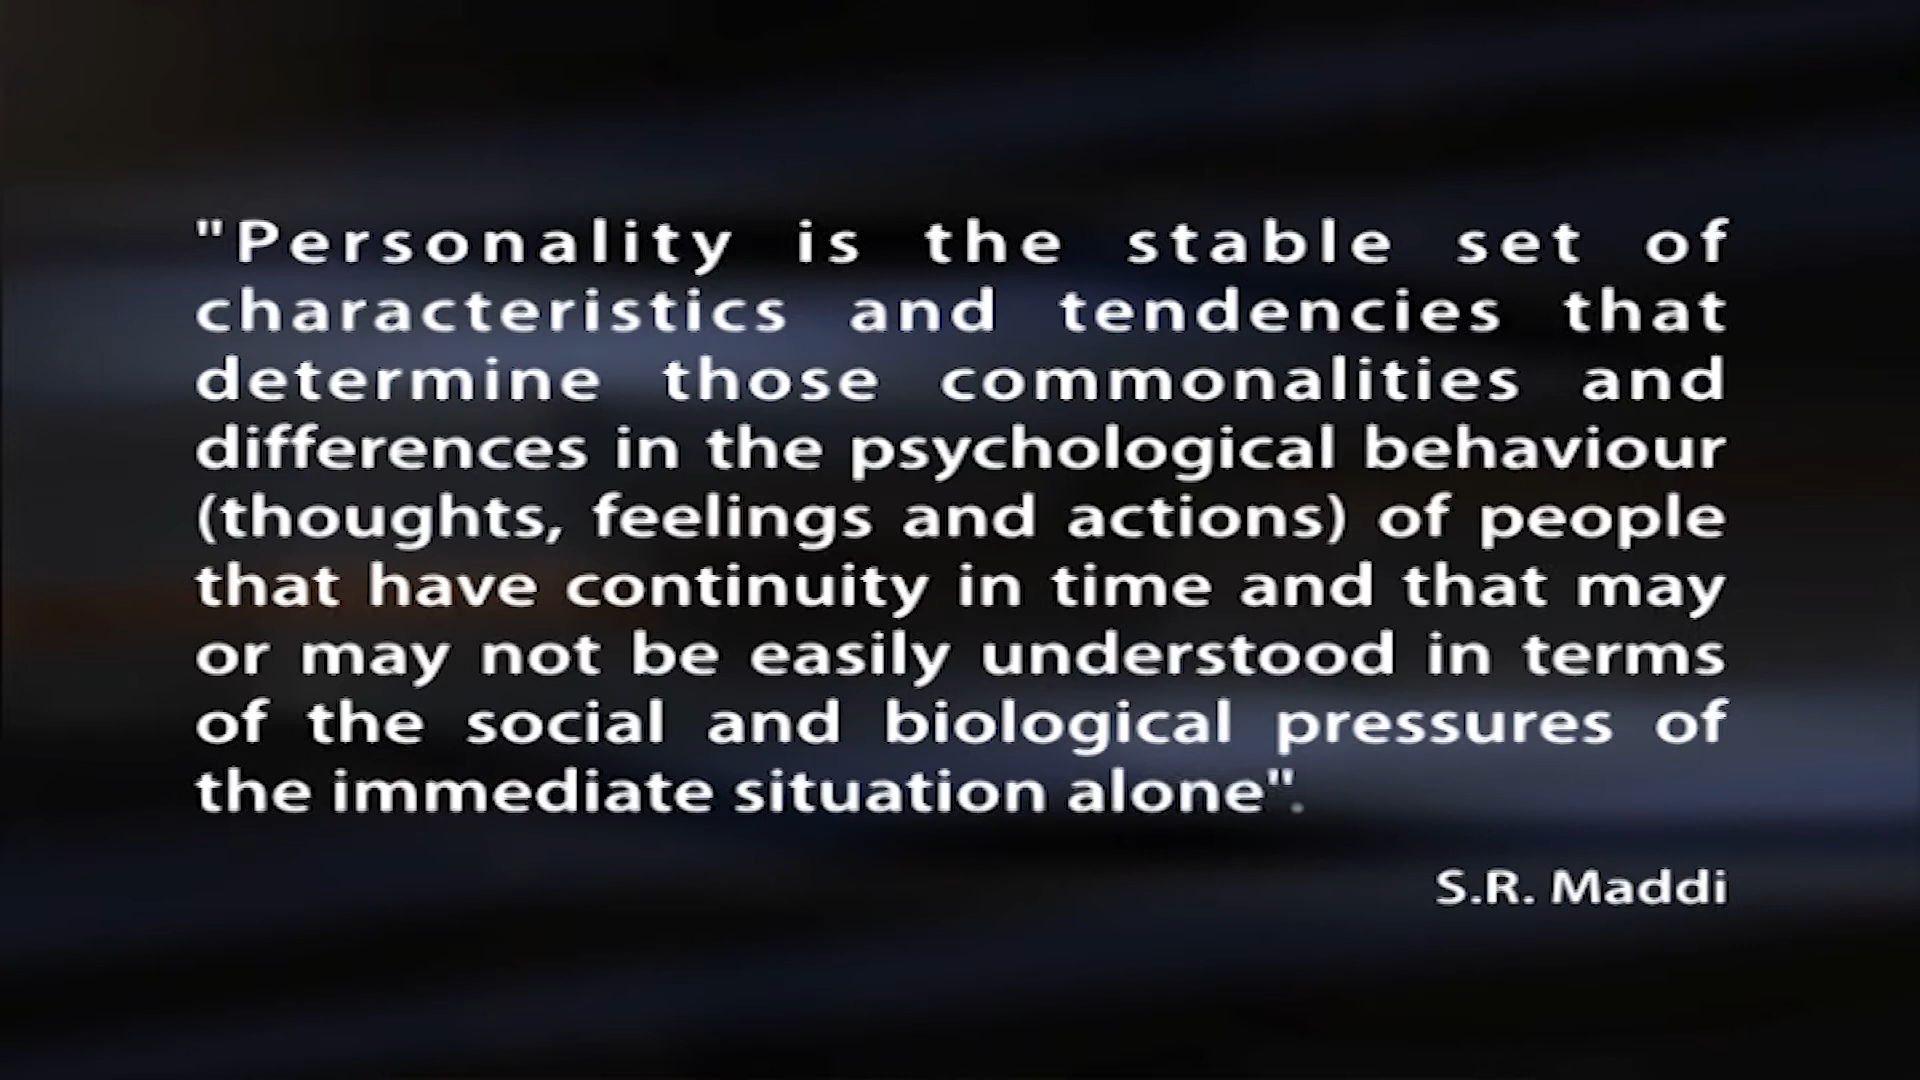 "Personality is the stable set of
characteristics and tendencies that
determine those commonalities and
differences in the psychological behaviour
(thoughts, feelings and actions) of people
that have continuity in time and that may
or may not be easily understood in terms
of the social and biological pressures of
the immediate situation alone".
S.R. Maddi